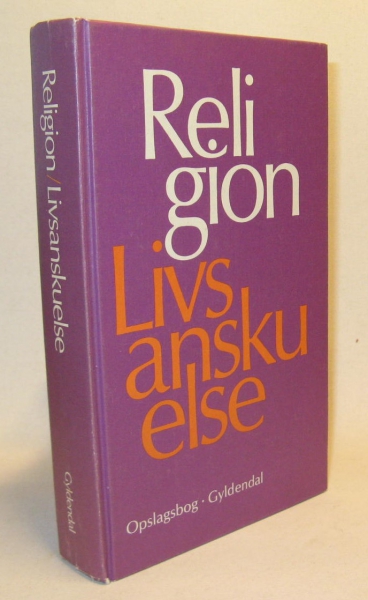 Religion/Livsanskuelse
Gyldendal
Reli
gion
Livs
ansku
else
Opslagsbog · Gyldendal